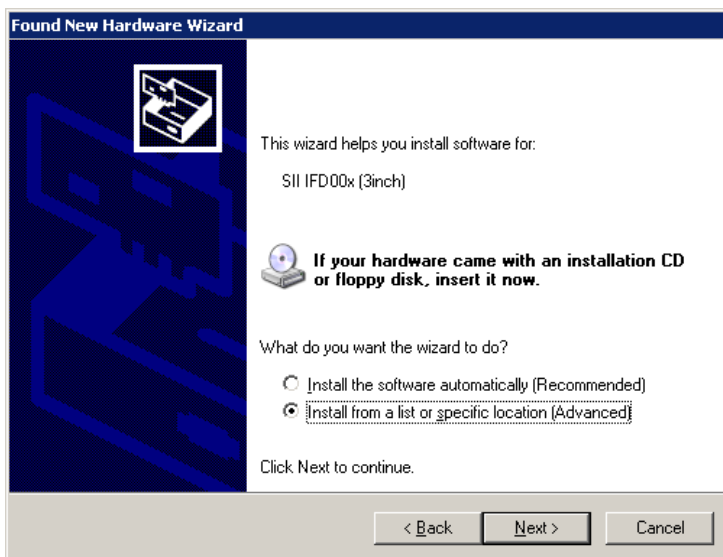 Found New Hardware Wizard
This wizard helps you install software for:
SII IFD00x (3inch)
If your hardware came with an installation CD
or floppy disk, insert it now.
What do you want the wizard to do?
Install the software automatically (Recommended)
Install from a list or specific location (Advanced)
Click Next to continue.
< Back Next > Cancel